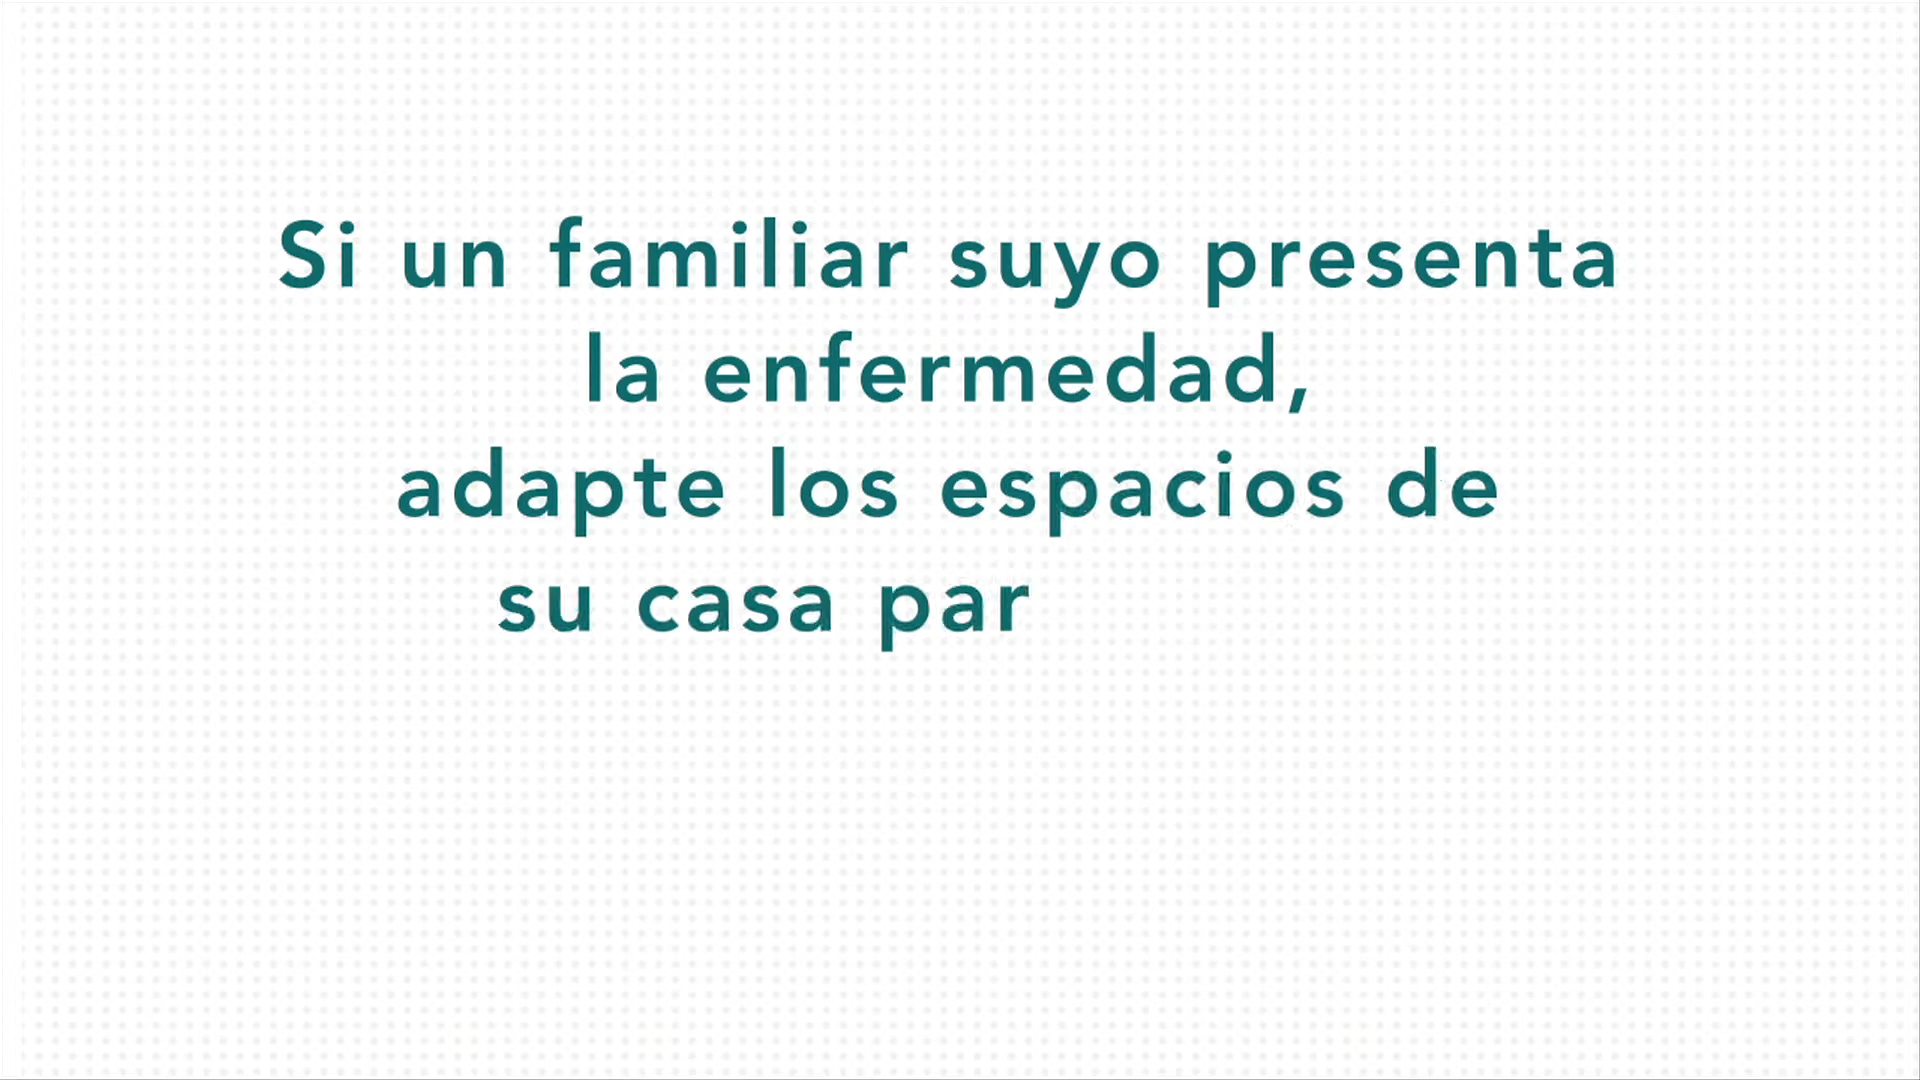 Si un familiar suyo presenta
la enfermedad,
adapte los espacios de
su casa par